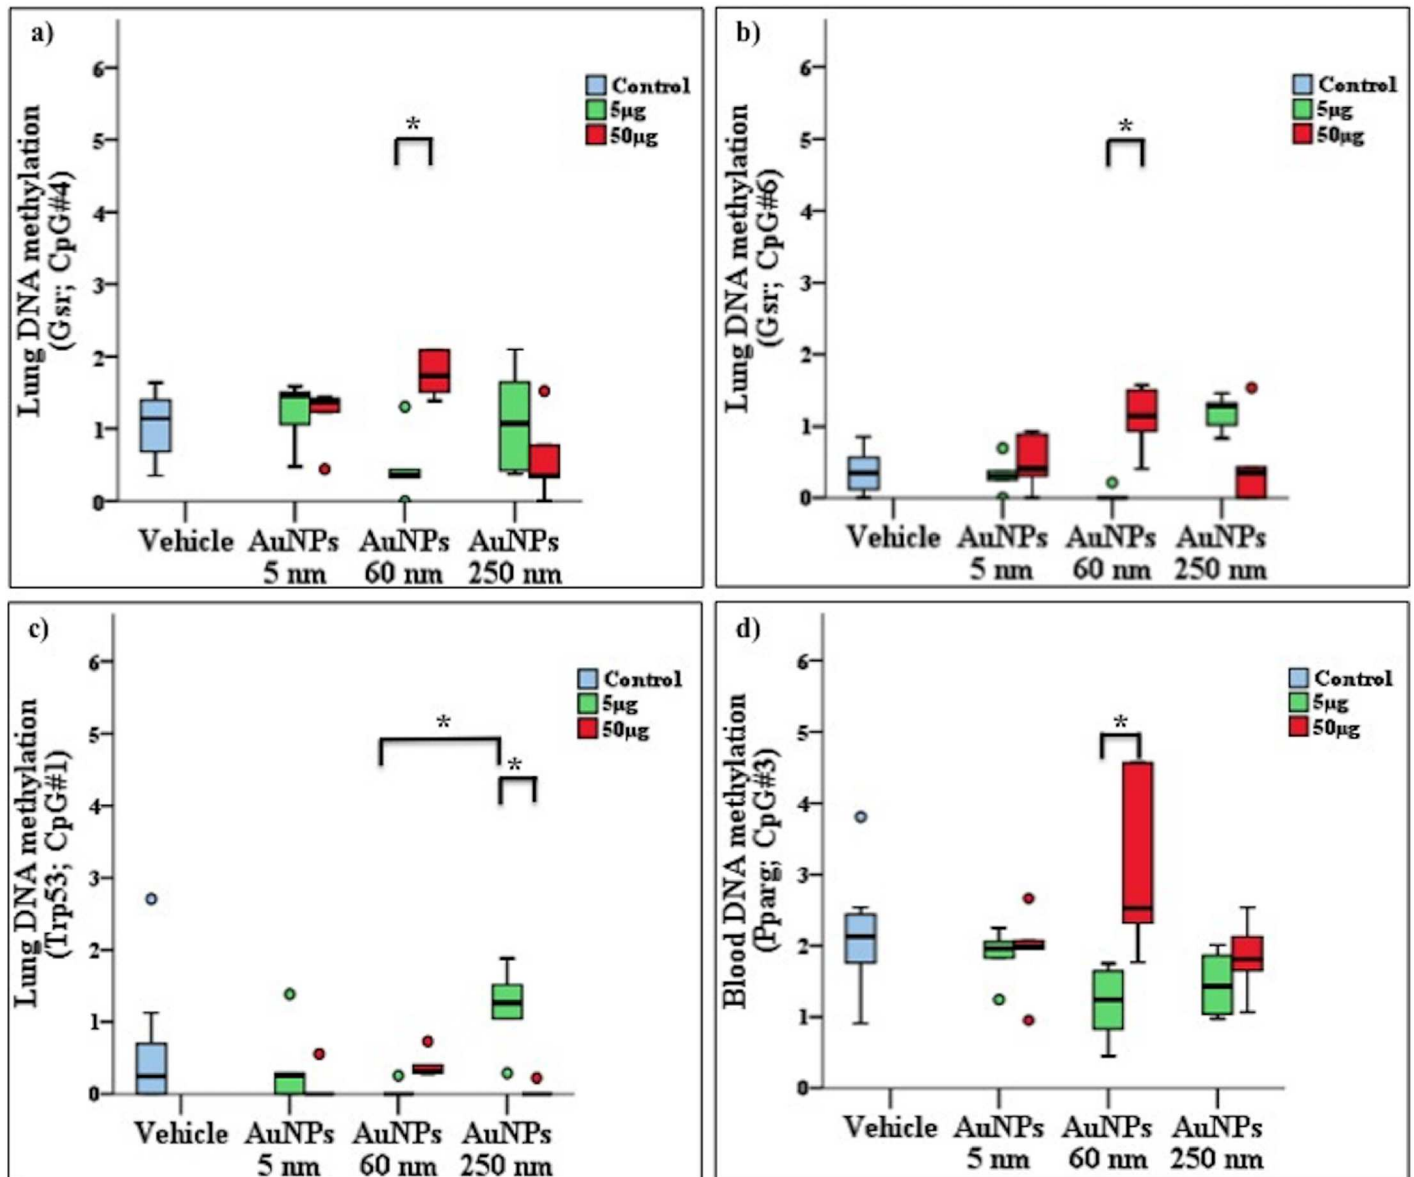 a)
Lung DNA methylation
(Gsr; CpG#4)
6
5
4
3
2
1
0
*
Control
5µg
50µg
Vehicle AuNPs AuNPs AuNPs
5 nm 60 nm 250 nm
b)
Lung DNA methylation
(Gsr; CpG#6)
6
5
4
3
2
1
0
*
Control
5µg
50µg
Vehicle AuNPs AuNPs AuNPs
5 nm 60 nm 250 nm
c)
Lung DNA methylation
(Trp53; CpG#1)
6
5
4
3
2
1
0
*
*
Control
5µg
50µg
Vehicle AuNPs AuNPs AuNPs
5 nm 60 nm 250 nm
d)
Blood DNA methylation
(Pparg; CpG#3)
6
5
4
3
2
1
0
*
Control
5µg
50µg
Vehicle AuNPs AuNPs AuNPs
5 nm 60 nm 250 nm